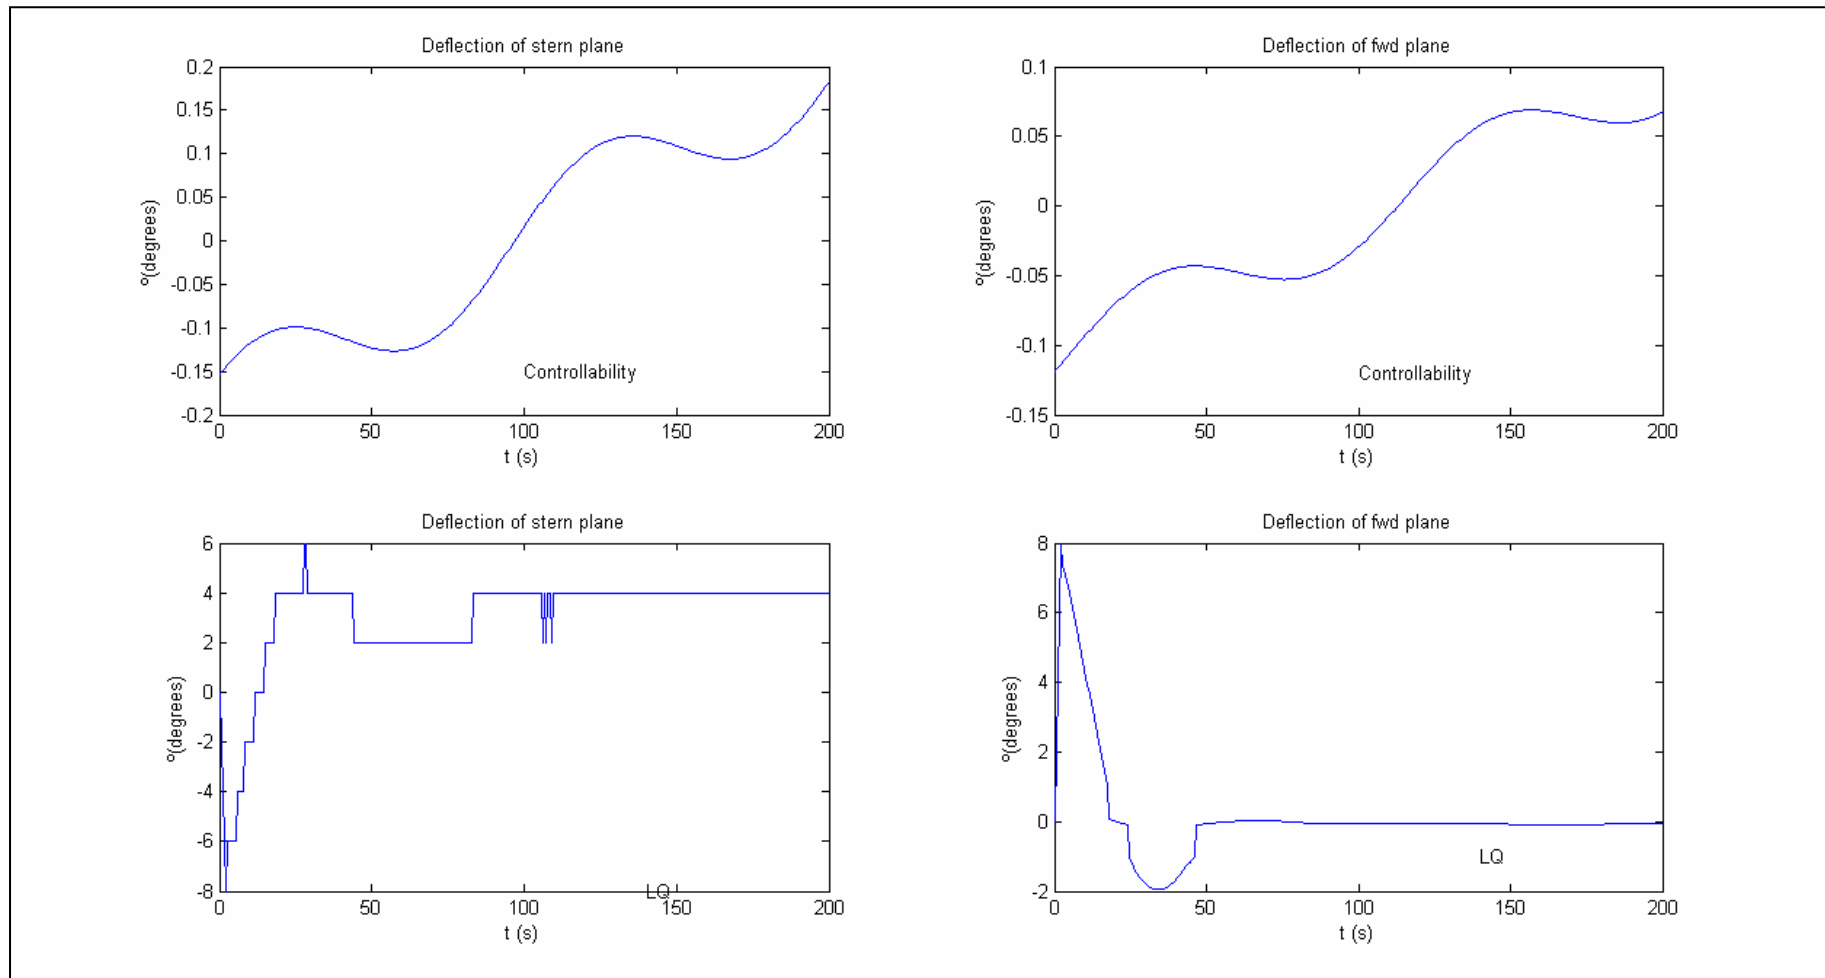 Deflection of stern plane
0.2
0.15
0.1
0.05
0
-0.05
-0.1
-0.15
-0.2
º(degrees)
Controllability
0 50 100 150 200
t (s)
Deflection of fwd plane
0.1
0.05
0
-0.05
-0.1
-0.15
º(degrees)
Controllability
0 50 100 150 200
t (s)
Deflection of stern plane
6
4
2
0
-2
-4
-6
-8
º(degrees)
LQ
0 50 100 150 200
t (s)
Deflection of fwd plane
8
6
4
2
0
-2
º(degrees)
LQ
0 50 100 150 200
t (s)